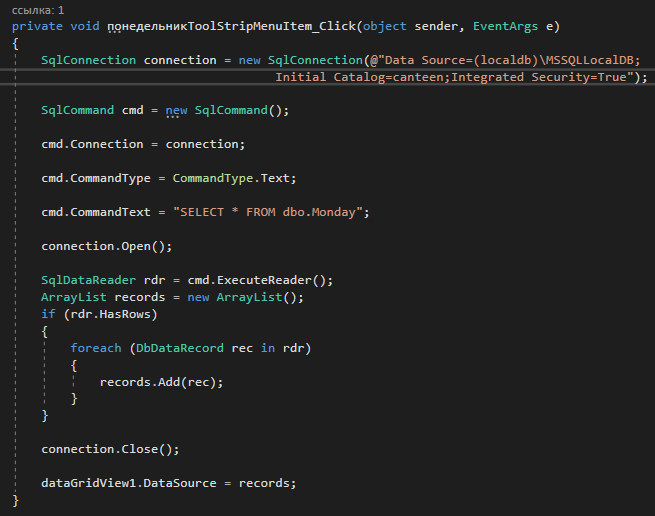 ссылка: 1
private void понедельникToolStripMenuItem_Click(object sender, EventArgs e)
{
SqlConnection connection = new SqlConnection(@"Data Source=(localdb)\MSSQLLocalDB;
Initial Catalog=canteen;Integrated Security=True");
SqlCommand cmd = new SqlCommand();
cmd.Connection = connection;
cmd.CommandType = CommandType.Text;
cmd.CommandText = "SELECT * FROM dbo.Monday";
connection.Open();
SqlDataReader rdr = cmd.ExecuteReader();
ArrayList records = new ArrayList();
if (rdr.HasRows)
{
foreach (DbDataRecord rec in rdr)
{
records.Add(rec);
}
}
connection.Close();
dataGridView1.DataSource = records;
}